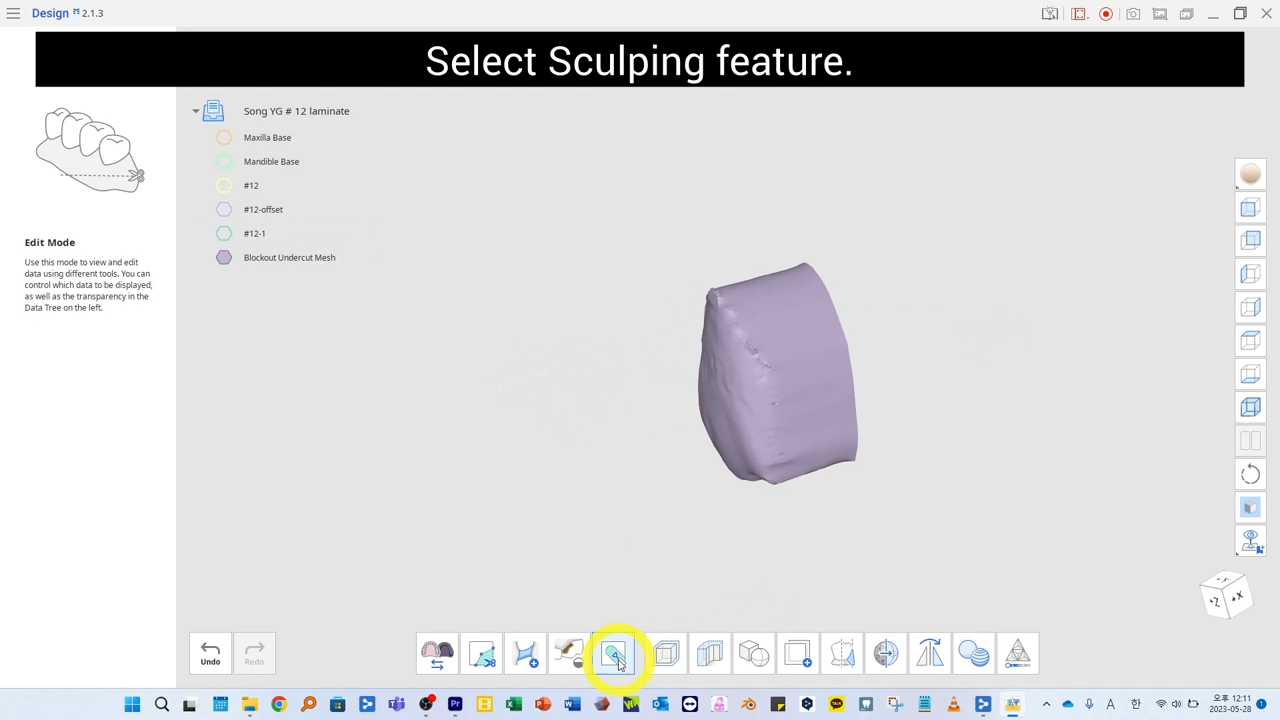 Design 2.1.3
Select Sculping feature.
Song YG # 12 laminate
Maxilla Base
Mandible Base
#12
#12-offset
#12-1
Blockout Undercut Mesh
Edit Mode
Use this mode to view and edit
data using different tools. You can
control which data to be displayed,
as well as the transparency in the
Data Tree on the left.
-Y
+Z
+X
Undo
Redo
A
한
오후 12:11
2023-05-28